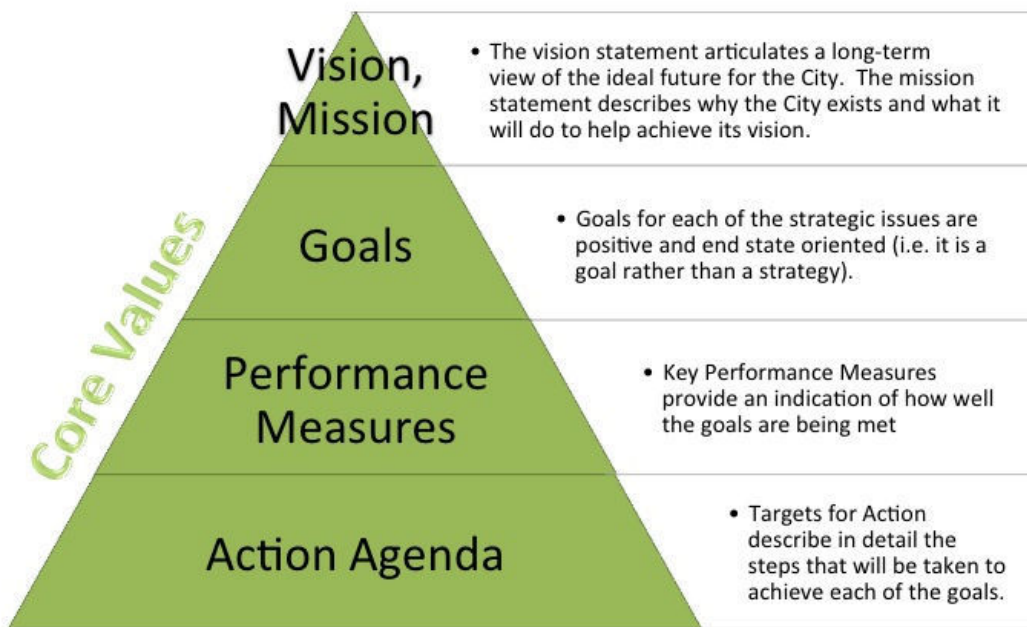 Vision,
Mission
• The vision statement articulates a long-term
view of the ideal future for the City.  The mission
statement describes why the City exists and what it
will do to help achieve its vision.
Goals
• Goals for each of the strategic issues are
positive and end state oriented (i.e. it is a
goal rather than a strategy).
Core Values
Performance
Measures
• Key Performance Measures
provide an indication of how well
the goals are being met
Action Agenda
• Targets for Action
describe in detail the
steps that will be taken to
achieve each of the goals.